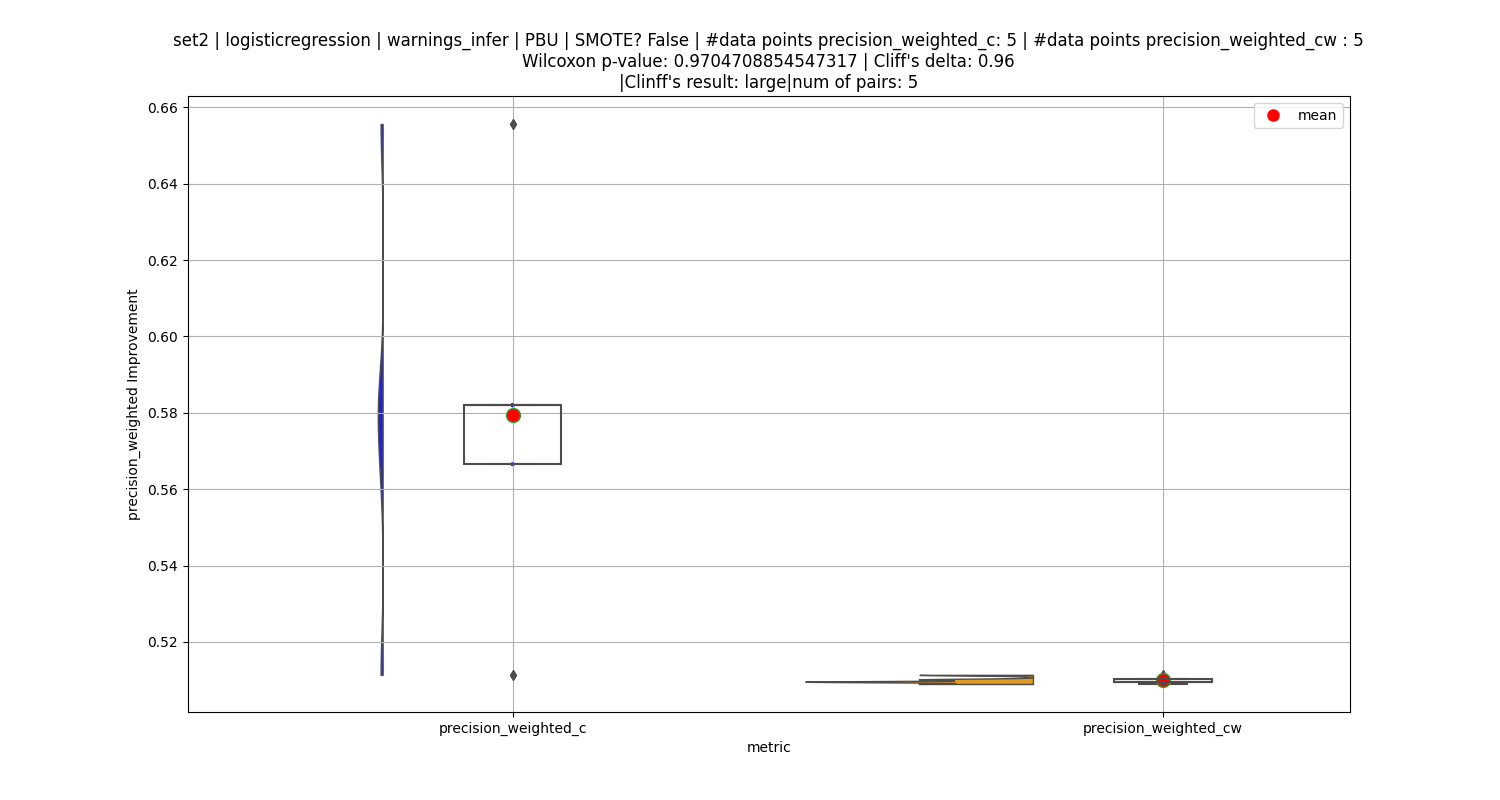 set2 | logisticregression | warnings_infer | PBU | SMOTE? False | #data points precision_weighted_c: 5 | #data points precision_weighted_cw : 5
Wilcoxon p-value: 0.9704708854547317 | Cliff's delta: 0.96
|Clinff's result: large|num of pairs: 5
mean
0.66
0.64
0.62
0.60
0.58
0.56
0.54
0.52
precision_weighted Improvement
precision_weighted_c
precision_weighted_cw
metric